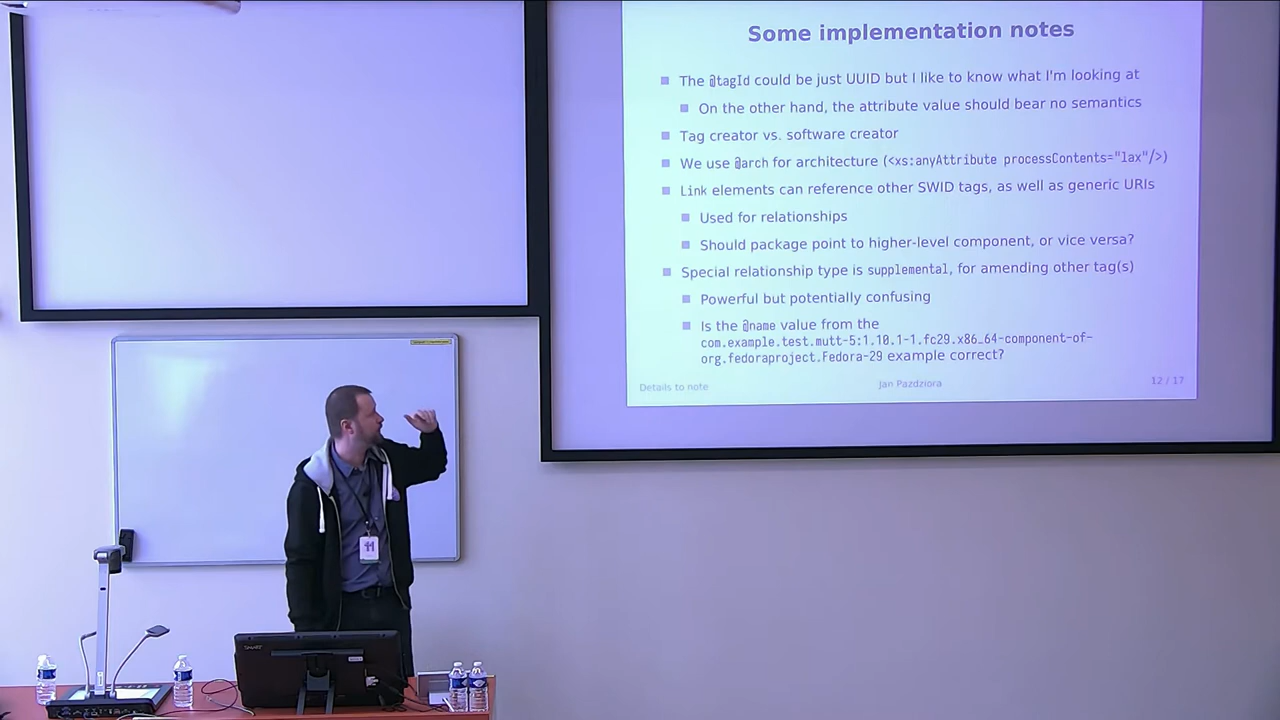 Some implementation notes
The @tagId could be just UUID but I like to know what I'm looking at
On the other hand, the attribute value should bear no semantics
Tag creator vs. software creator
We use @arch for architecture (<xs:anyAttribute processContents="lax"/>)
Link elements can reference other SWID tags, as well as generic URIs
Used for relationships
Should package point to higher-level component, or vice versa?
Special relationship type is supplemental, for amending other tag(s)
Powerful but potentially confusing
Is the @name value from the
com.example.test.mutt-5:1.10.1-1.fc29.x86_64-component-of-
org.fedoraproject.Fedora-29 example correct?
Details to note
Jan Pazdziora
12 / 17